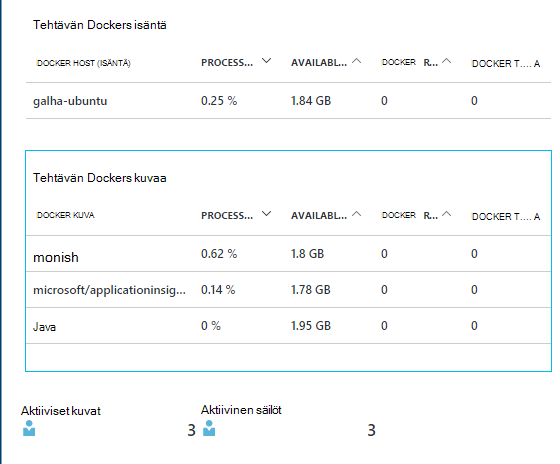 Tehtävän Dockers isäntä
DOCKER HOST (ISÄNTÄ) PROCESS... AVAILABL... DOCKER R... DOCKER T.... A
galha-ubuntu 0.25 % 1.84 GB 0 0
Tehtävän Dockers kuvaa
DOCKER KUVA PROCESS... AVAILABL... DOCKER R... DOCKER T.... A
monish 0.62 % 1.8 GB 0 0
microsoft/applicationinsig... 0.14 % 1.78 GB 0 0
Java 0 % 1.95 GB 0 0
Aktiiviset kuvat Aktiivinen säilöt
3 3